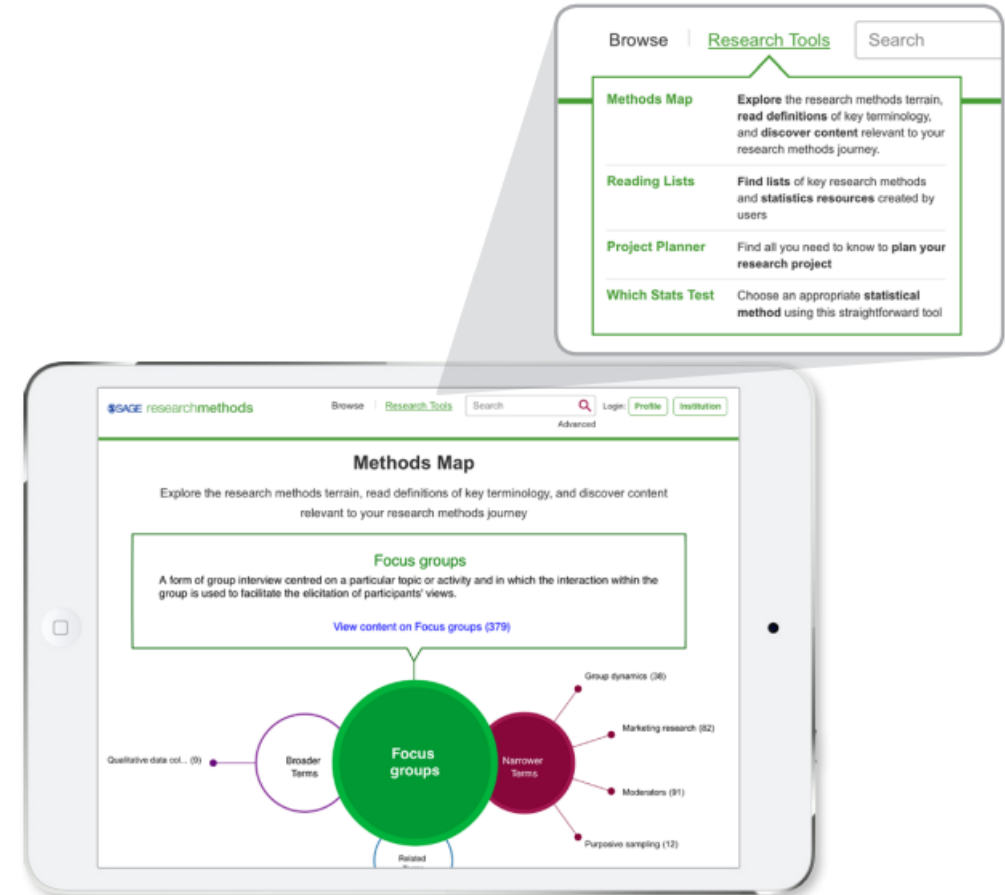 Browse Research Tools Search
Methods Map Explore the research methods terrain,
read definitions of key terminology,
and discover content relevant to your
research methods journey.
Reading Lists Find lists of key research methods
and statistics resources created by
users
Project Planner Find all you need to know to plan your
research project
Which Stats Test Choose an appropriate statistical
method using this straightforward tool
SAGE researchmethods Browse Research Tools Search Login: Profile Institution
Advanced
Methods Map
Explore the research methods terrain, read definitions of key terminology, and discover content
relevant to your research methods journey
Focus groups
A form of group interview centred on a particular topic or activity and in which the interaction within the
group is used to facilitate the elicitation of participants' views.
View content on Focus groups (379)
Group dynamics (38)
Marketing research (82)
Qualitative data col... (9)
Broader
Terms
Focus
groups
Narrower
Terms
Moderators (91)
Purposive sampling (12)
Related